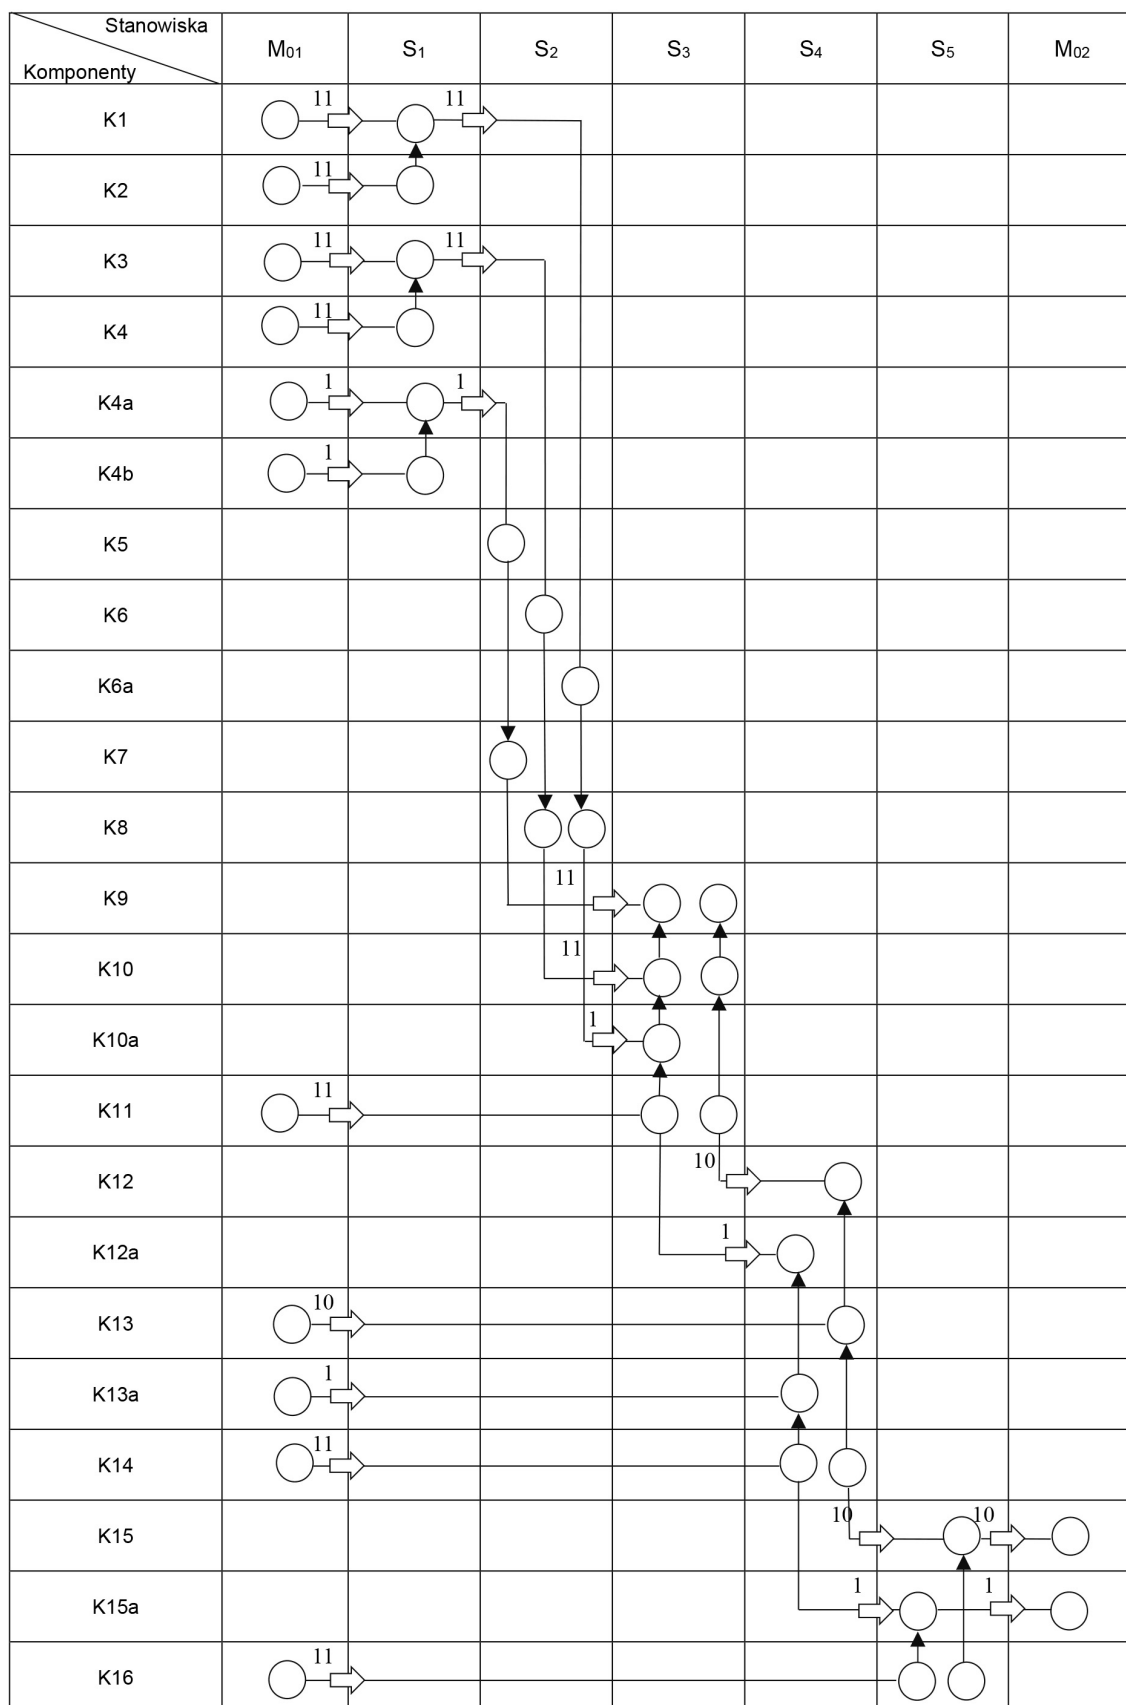 Stanowiska
Komponenty
M01 S1 S2 S3 S4 S5 M02
K1 11 11
K2 11
K3 11 11
K4 11
K4a 1 1
K4b 1
K5
K6
K6a
K7
K8
K9 11
K10 11
K10a 1
K11 11
K12 10
K12a 1
K13 10
K13a 1
K14 11
K15 10 10
K15a 1 1
K16 11